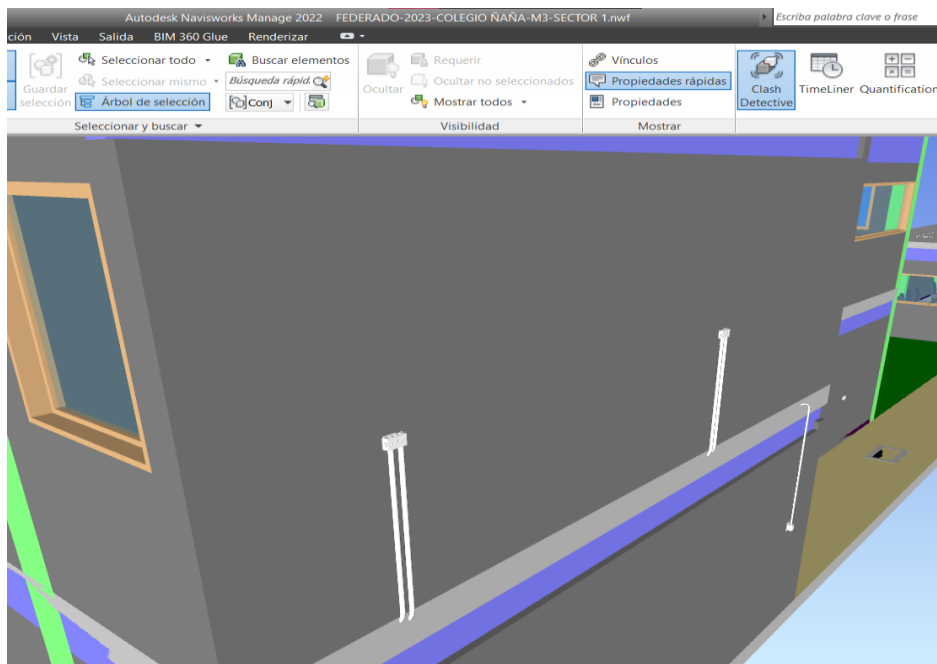 Autodesk Navisworks Manage 2022 FEDERADO-2023-COLEGIO ÑAÑA-M3-SECTOR 1.nwf
Escriba palabra clave o frase
ción Vista Salida BIM 360 Glue Renderizar
Guardar selección
Seleccionar todo
Seleccionar mismo
Árbol de selección
Buscar elementos
Búsqueda rápid
Conj
Seleccionar y buscar
Ocultar
Requerir
Ocultar no seleccionados
Mostrar todos
Visibilidad
Vínculos
Propiedades rápidas
Propiedades
Mostrar
Clash Detective
TimeLiner
Quantification